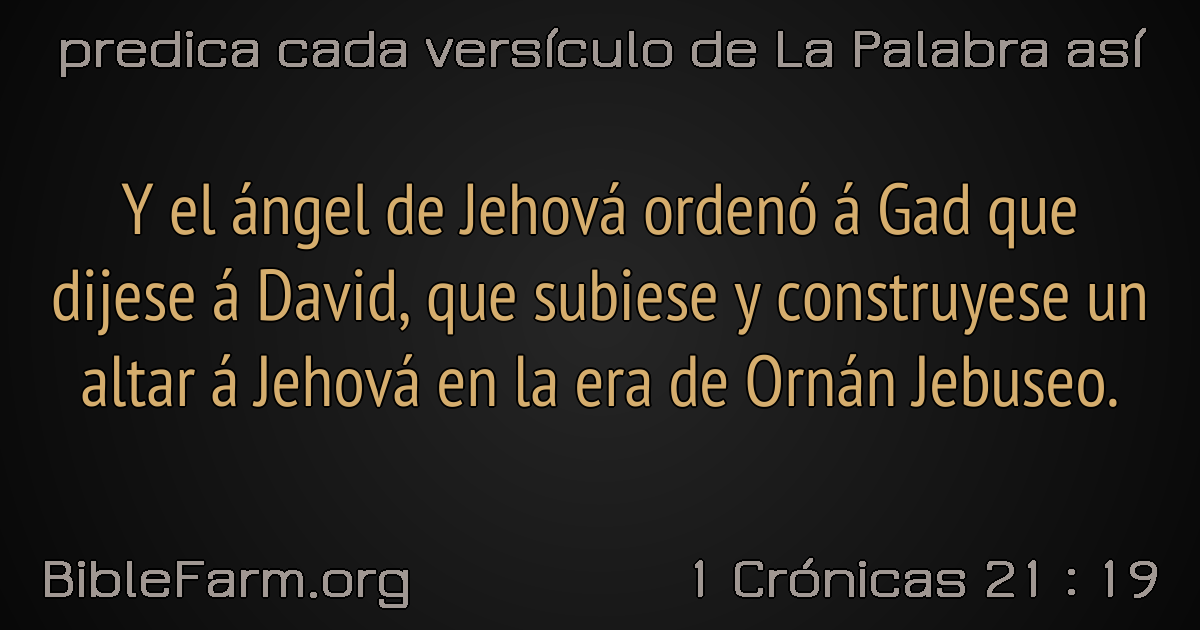 predica cada versículo de La Palabra así
Y el ángel de Jehová ordenó á Gad que
dijese á David, que subiese y construyese un
altar á Jehová en la era de Ornán Jebuseo.
BibleFarm.org
1 Crónicas 21 : 19